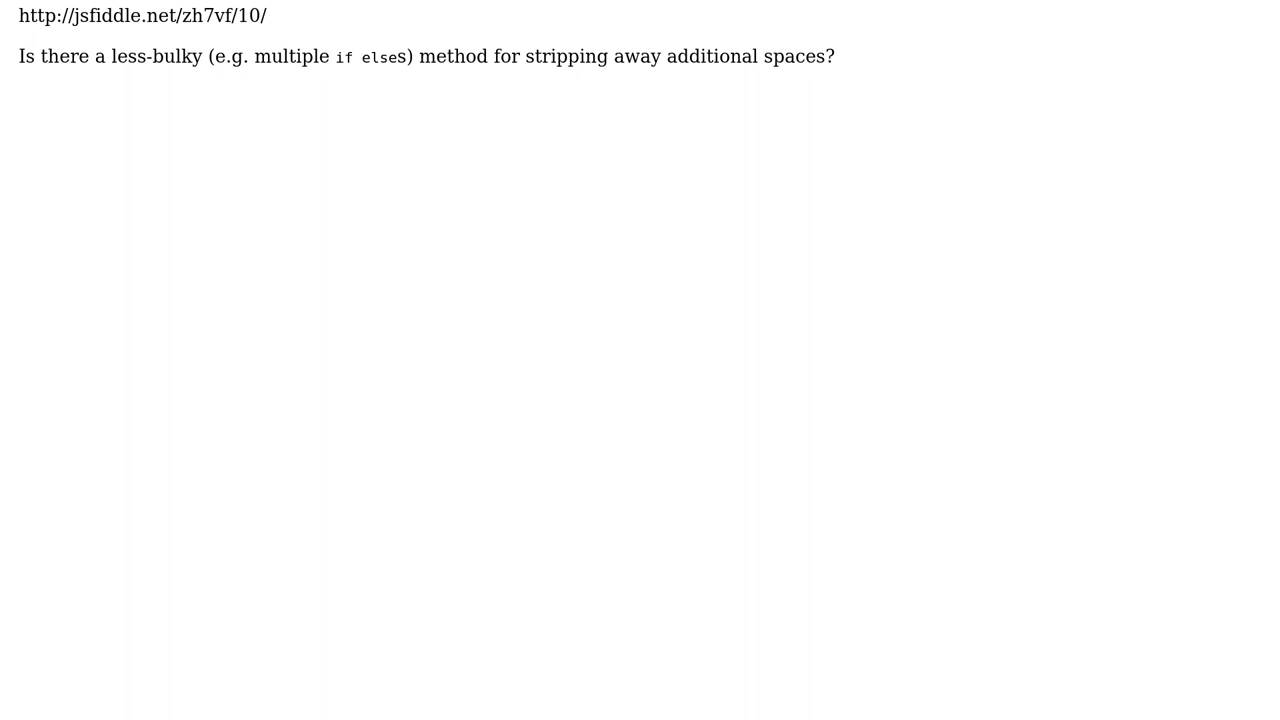 http://jsfiddle.net/zh7vf/10/
Is there a less-bulky (e.g. multiple if elses) method for stripping away additional spaces?